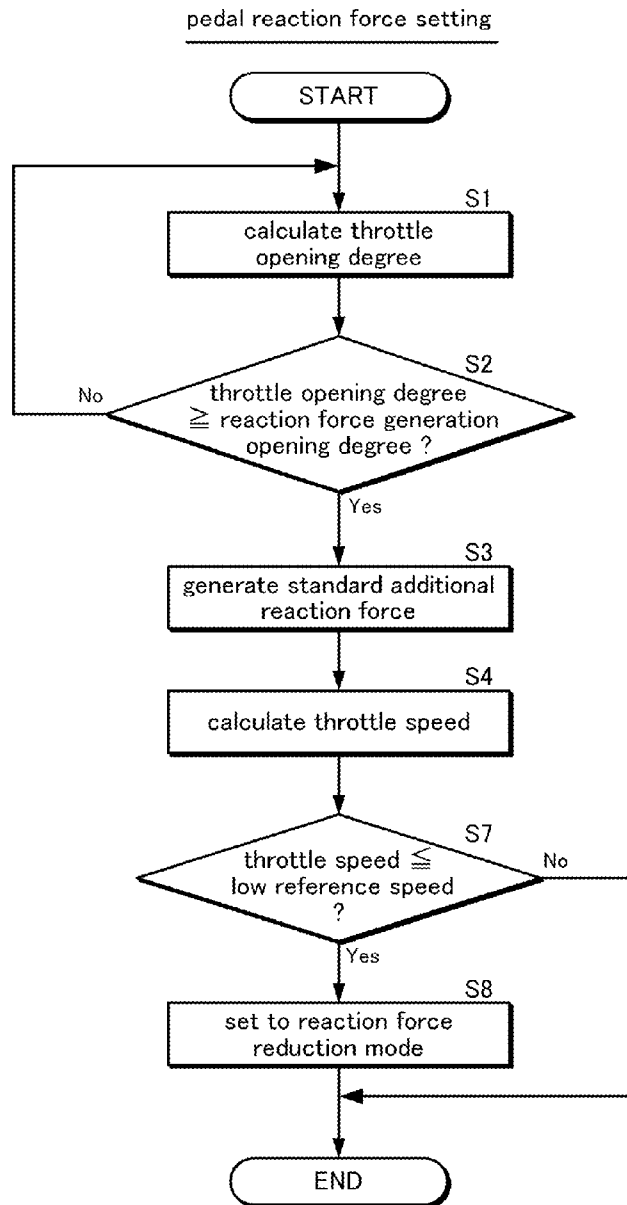 pedal reaction force setting
START
S1
calculate throttle
opening degree
S2
No
throttle opening degree
≧ reaction force generation
opening degree ?
Yes
S3
generate standard additional
reaction force
S4
calculate throttle speed
S7
throttle speed ≦
low reference speed
?
No
Yes
S8
set to reaction force
reduction mode
END